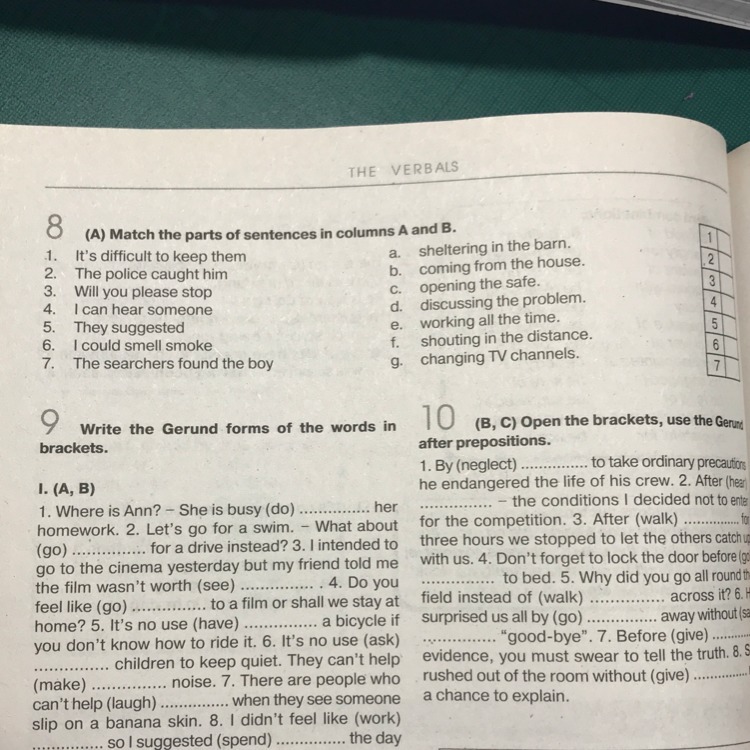 THE VERBALS
8 (A) Match the parts of sentences in columns A and B.
1. It's difficult to keep them
2. The police caught him
3. Will you please stop
4. I can hear someone
5. They suggested
6. I could smell smoke
7. The searchers found the boy
a. sheltering in the barn.
b. coming from the house.
c. opening the safe.
d. discussing the problem.
e. working all the time.
f. shouting in the distance.
g. changing TV channels.
1
2
3
4
5
6
7
9 Write the Gerund forms of the words in
brackets.
I. (A, B)
1. Where is Ann? – She is busy (do) .............. her
homework. 2. Let's go for a swim. – What about
(go) .............. for a drive instead? 3. I intended to
go to the cinema yesterday but my friend told me
the film wasn't worth (see) .............. . 4. Do you
feel like (go) .............. to a film or shall we stay at
home? 5. It's no use (have) .............. a bicycle if
you don't know how to ride it. 6. It's no use (ask)
.............. children to keep quiet. They can't help
(make) .............. noise. 7. There are people who
can't help (laugh) .............. when they see someone
slip on a banana skin. 8. I didn't feel like (work)
.............. so I suggested (spend) .............. the day
10 (B, C) Open the brackets, use the Gerund
after prepositions.
1. By (neglect) .............. to take ordinary precautions
he endangered the life of his crew. 2. After (hear)
.............. – the conditions I decided not to enter
for the competition. 3. After (walk) .............. for
three hours we stopped to let the others catch up
with us. 4. Don't forget to lock the door before (go
.............. to bed. 5. Why did you go all round th
field instead of (walk) .............. across it? 6. H
surprised us all by (go) .............. away without (sa
.............. "good-bye". 7. Before (give) ..............
evidence, you must swear to tell the truth. 8. S
rushed out of the room without (give) ..............
a chance to explain.